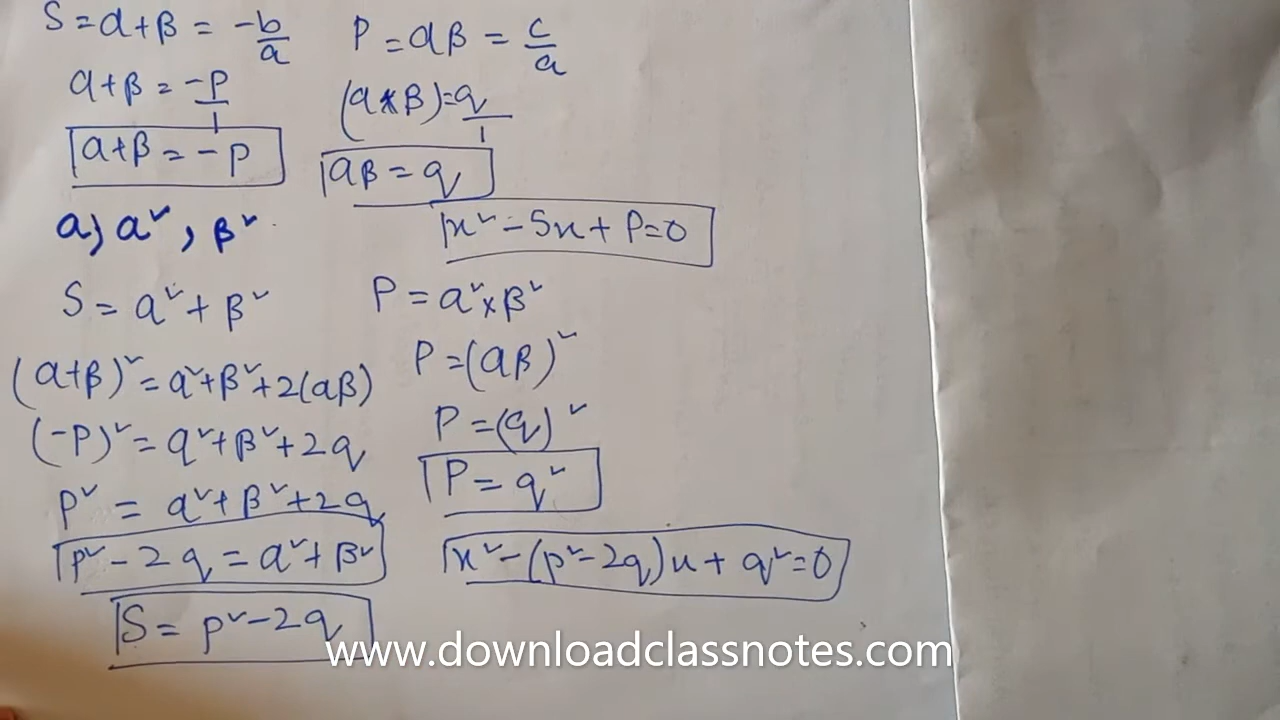 S = α+β = -b/a
P = αβ = c/a
α+β = -P/1
(α×β) = q/1
α+β = -P
αβ = q
a) α², β²
x² - Sx + P = 0
S = α² + β²
P = α² × β²
(α+β)² = α²+β²+2(αβ)
P = (αβ)²
(-P)² = α²+β²+2q
P = (q)²
P² = α²+β²+2q
P = q²
P² - 2q = α²+β²
x² - (p²-2q)x + q² = 0
S = p² - 2q
www.downloadclassnotes.com